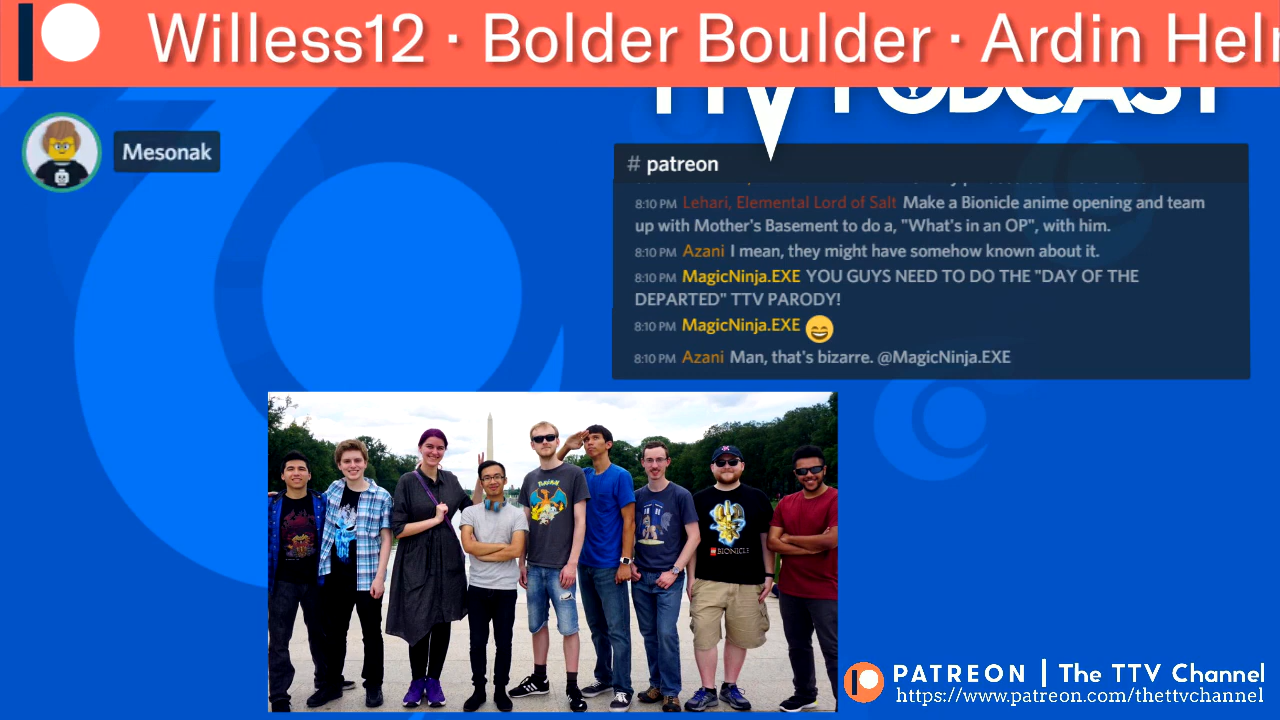 Willess12 · Bolder Boulder · Ardin
TTV PODCAST
Mesonak
# patreon
8:10 PM Lehari, Elemental Lord of Salt Make a Bionicle anime opening and team
up with Mother's Basement to do a, "What's in an OP", with him.
8:10 PM Azani I mean, they might have somehow known about it.
8:10 PM MagicNinja.EXE YOU GUYS NEED TO DO THE "DAY OF THE
DEPARTED" TTV PARODY!
8:10 PM MagicNinja.EXE
8:10 PM Azani Man, that's bizarre. @MagicNinja.EXE
POKÉMON
BIONICLE
PATREON | The TTV Channel
https://www.patreon.com/thettvchannel